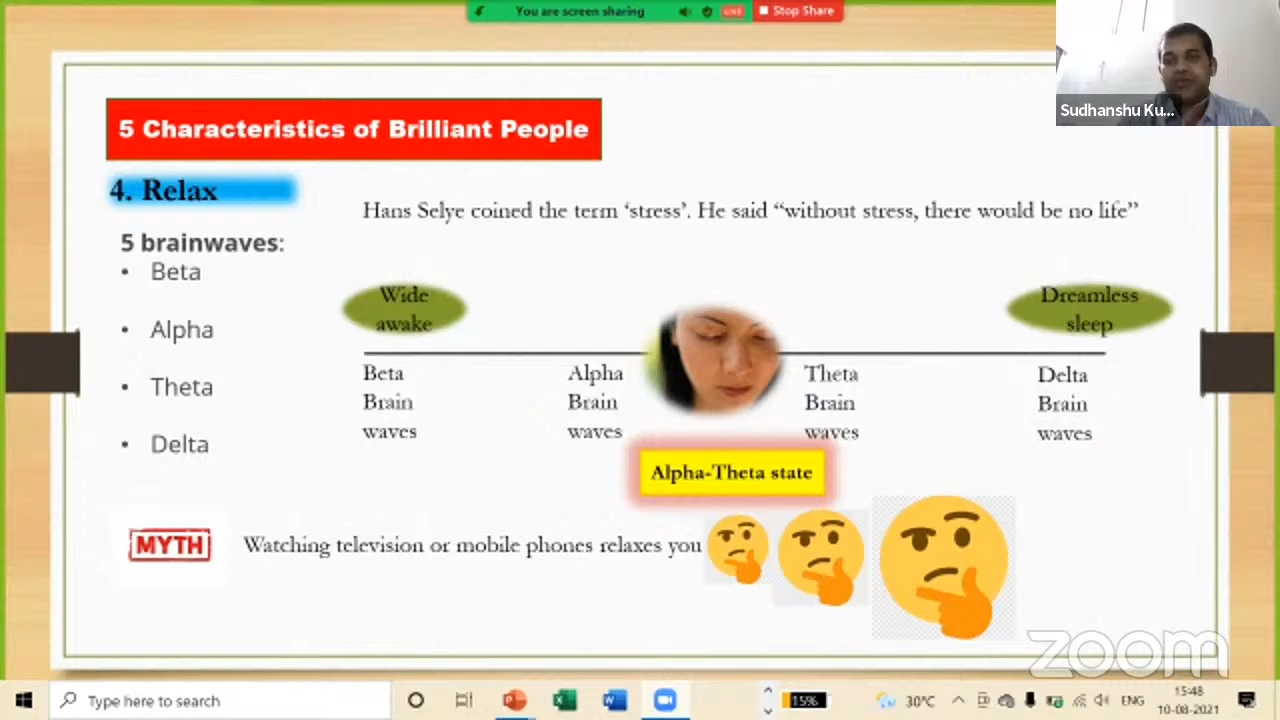 You are screen sharing
LIVE
Stop Share
Sudhanshu Ku...
5 Characteristics of Brilliant People
4. Relax
Hans Selye coined the term ‘stress’. He said “without stress, there would be no life”
5 brainwaves:
• Beta
• Alpha
• Theta
• Delta
Wide
awake
Dreamless
sleep
Beta
Brain
waves
Alpha
Brain
waves
Theta
Brain
waves
Delta
Brain
waves
Alpha-Theta state
MYTH
Watching television or mobile phones relaxes you
zoom
Type here to search
15%
30°C
ENG
15:48
10-08-2021